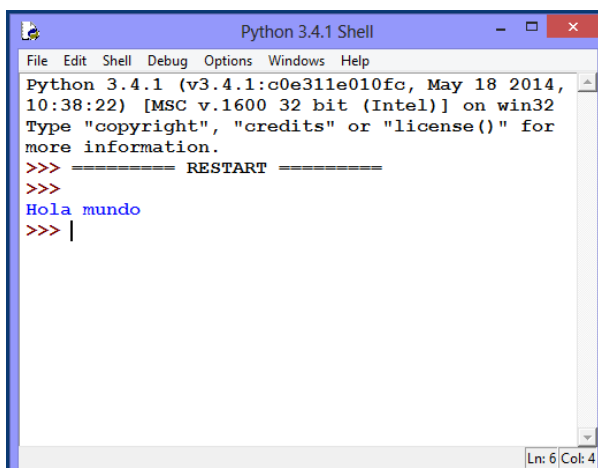 Python 3.4.1 Shell
File Edit Shell Debug Options Windows Help
Python 3.4.1 (v3.4.1:c0e311e010fc, May 18 2014,
10:38:22) [MSC v.1600 32 bit (Intel)] on win32
Type "copyright", "credits" or "license()" for
more information.
>>> ========= RESTART =========
>>>
Hola mundo
>>>
Ln: 6 Col: 4